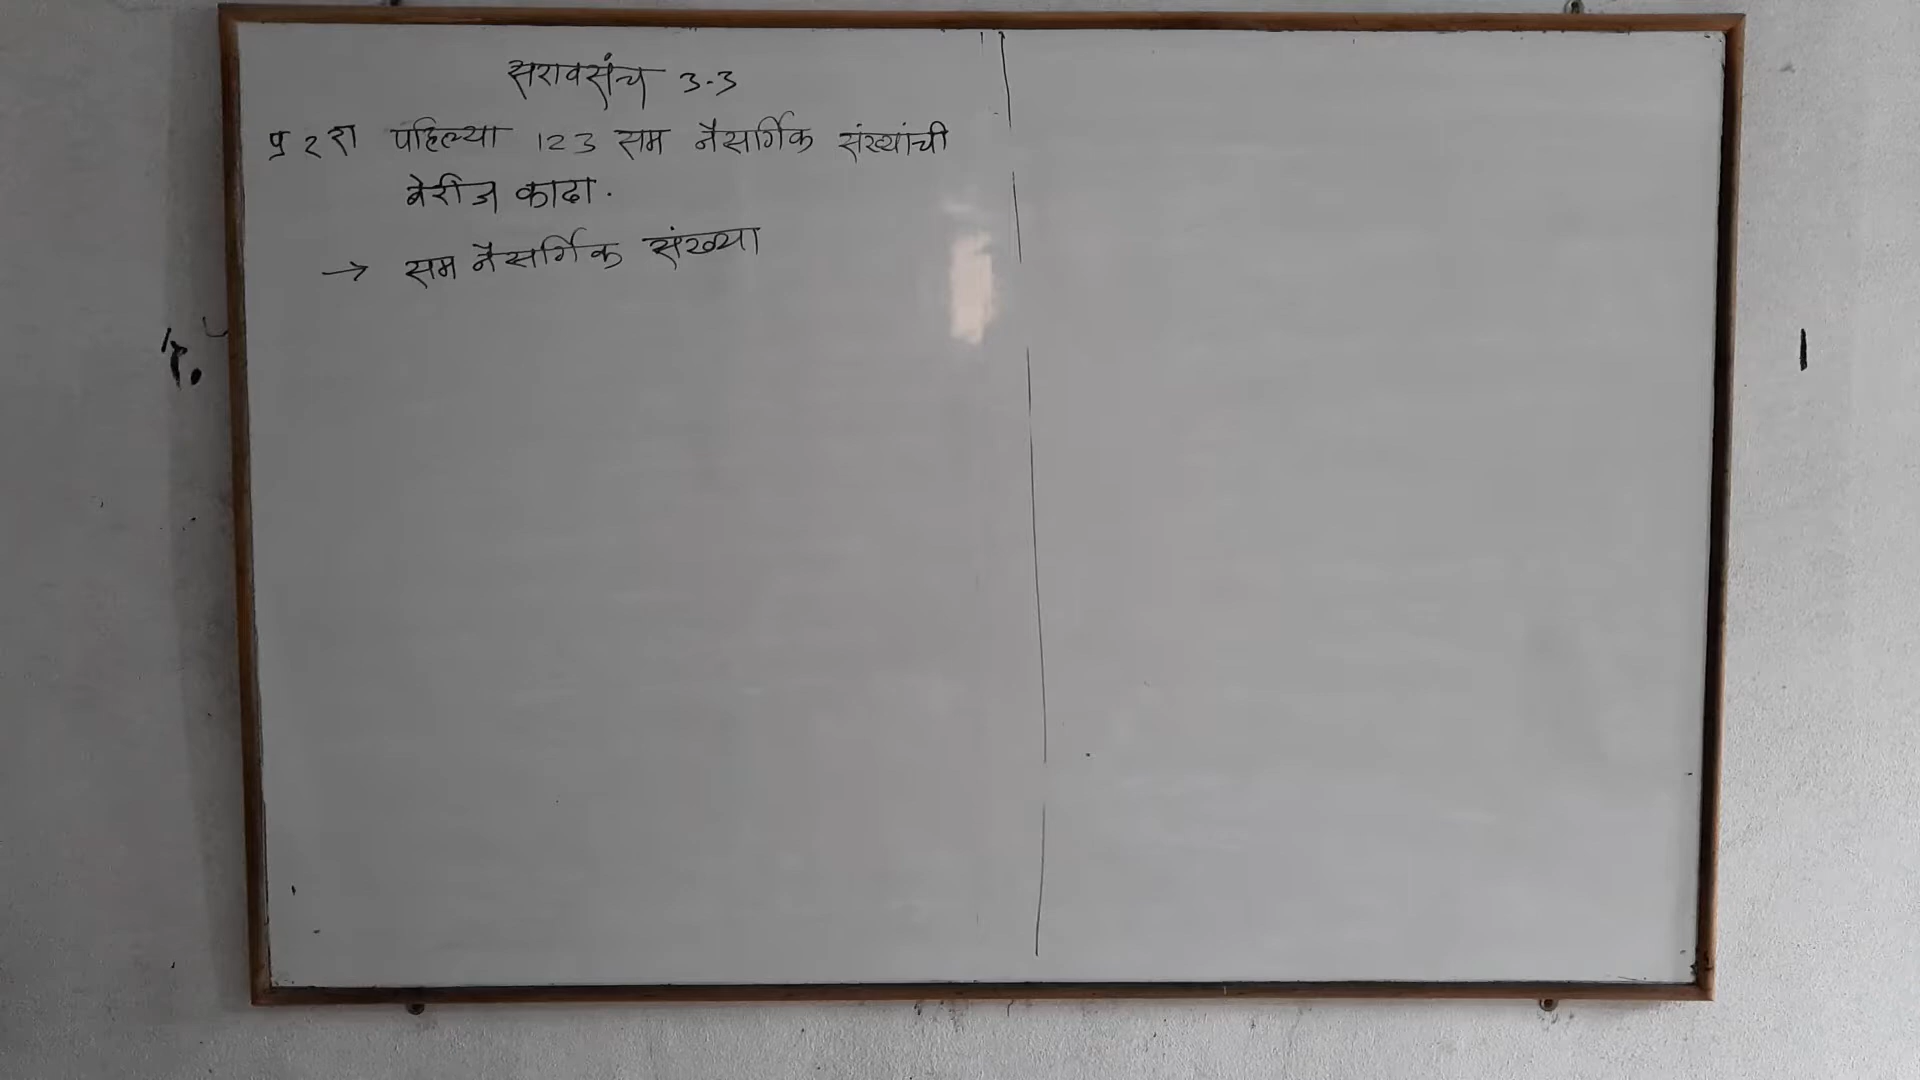 सरावसंच 3.3
प्र २ रा पहिल्या 123 सम नैसर्गिक संख्यांची
बेरीज काढा.
→ सम नैसर्गिक संख्या